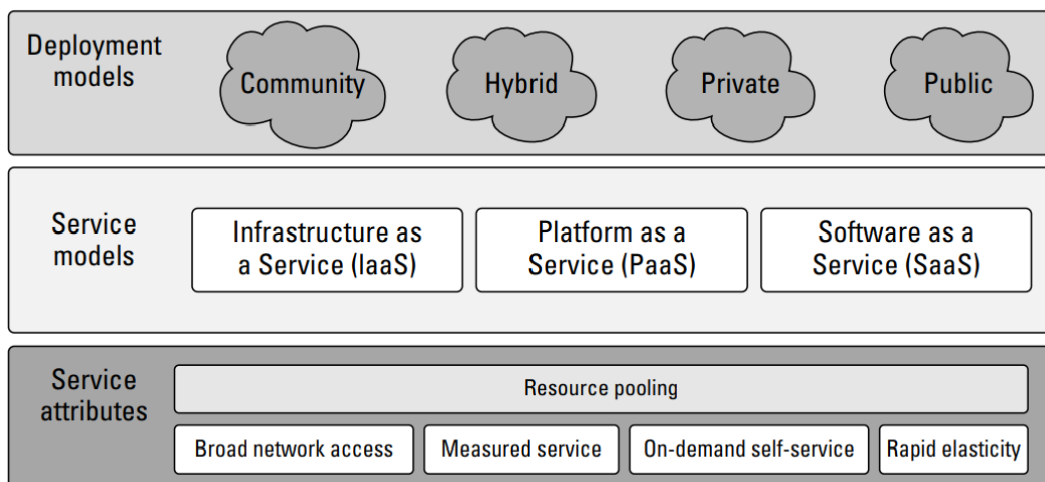 Deployment
models
Community
Hybrid
Private
Public
Service
models
Infrastructure as
a Service (IaaS)
Platform as a
Service (PaaS)
Software as a
Service (SaaS)
Service
attributes
Resource pooling
Broad network access
Measured service
On-demand self-service
Rapid elasticity